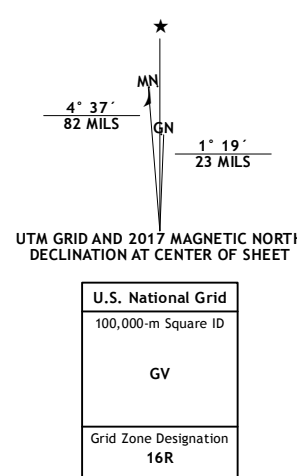 ★
MN
4° 37´
82 MILS
GN
1° 19´
23 MILS
UTM GRID AND 2017 MAGNETIC NORTH
DECLINATION AT CENTER OF SHEET
U.S. National Grid
100,000-m Square ID
GV
Grid Zone Designation
16R